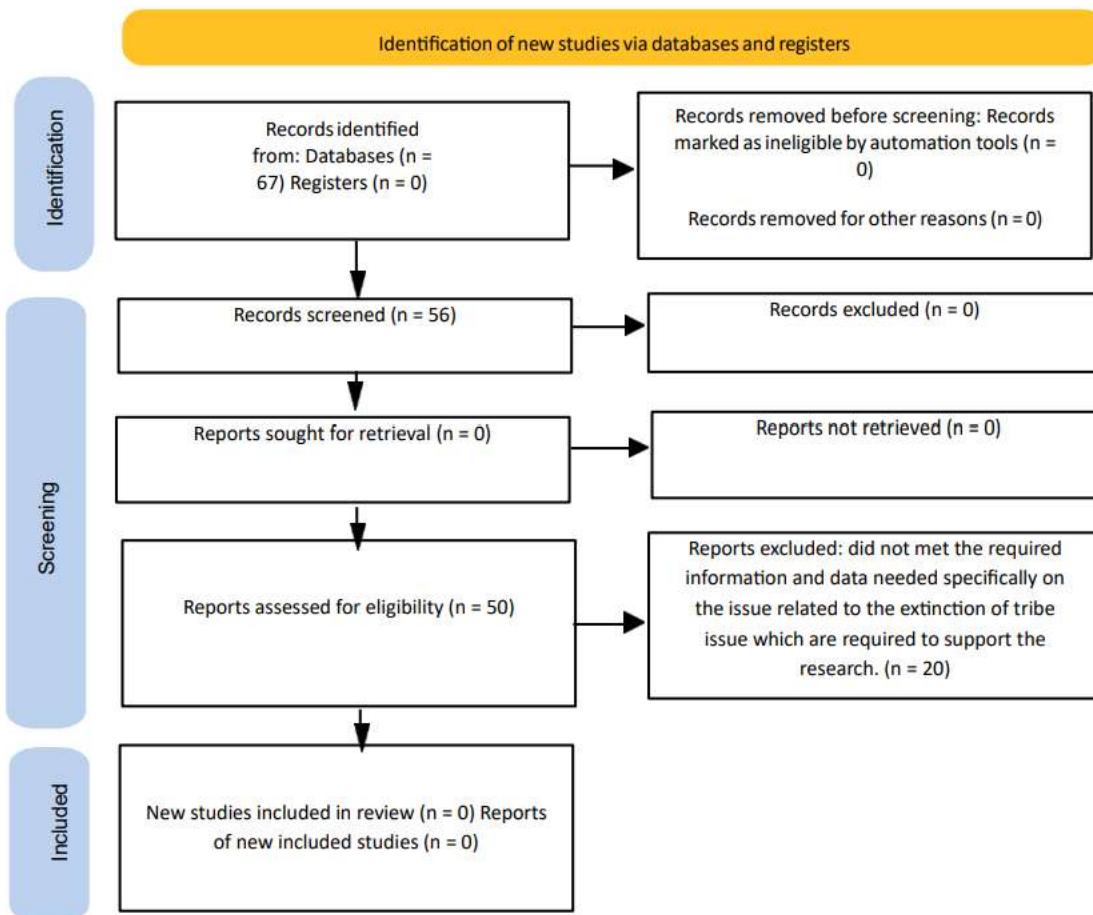 Identification of new studies via databases and registers
Identification
Records identified
from: Databases (n =
67) Registers (n = 0)
Records removed before screening: Records
marked as ineligible by automation tools (n =
0)
Records removed for other reasons (n = 0)
Screening
Records screened (n = 56)
Records excluded (n = 0)
Reports sought for retrieval (n = 0)
Reports not retrieved (n = 0)
Reports assessed for eligibility (n = 50)
Reports excluded: did not met the required
information and data needed specifically on
the issue related to the extinction of tribe
issue which are required to support the
research. (n = 20)
Included
New studies included in review (n = 0) Reports
of new included studies (n = 0)